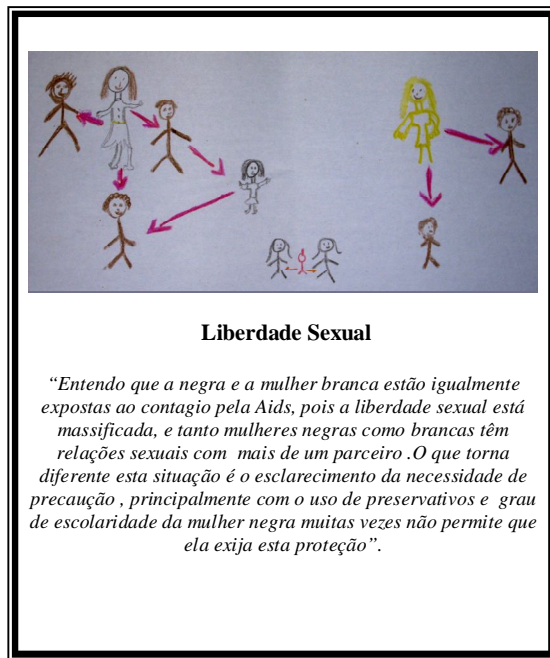 Liberdade Sexual
“Entendo que a negra e a mulher branca estão igualmente
expostas ao contagio pela Aids, pois a liberdade sexual está
massificada, e tanto mulheres negras como brancas têm
relações sexuais com  mais de um parceiro .O que torna
diferente esta situação é o esclarecimento da necessidade de
precaução , principalmente com o uso de preservativos e  grau
de escolaridade da mulher negra muitas vezes não permite que
ela exija esta proteção”.